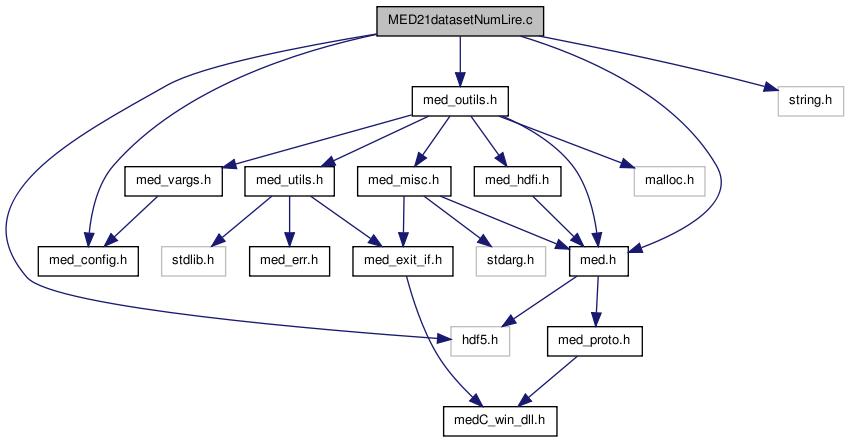 MED21datasetNumLire.c
med_outils.h
string.h
med_vargs.h
med_utils.h
med_misc.h
med_hdfi.h
malloc.h
med_config.h
stdlib.h
med_err.h
med_exit_if.h
stdarg.h
med.h
hdf5.h
med_proto.h
medC_win_dll.h